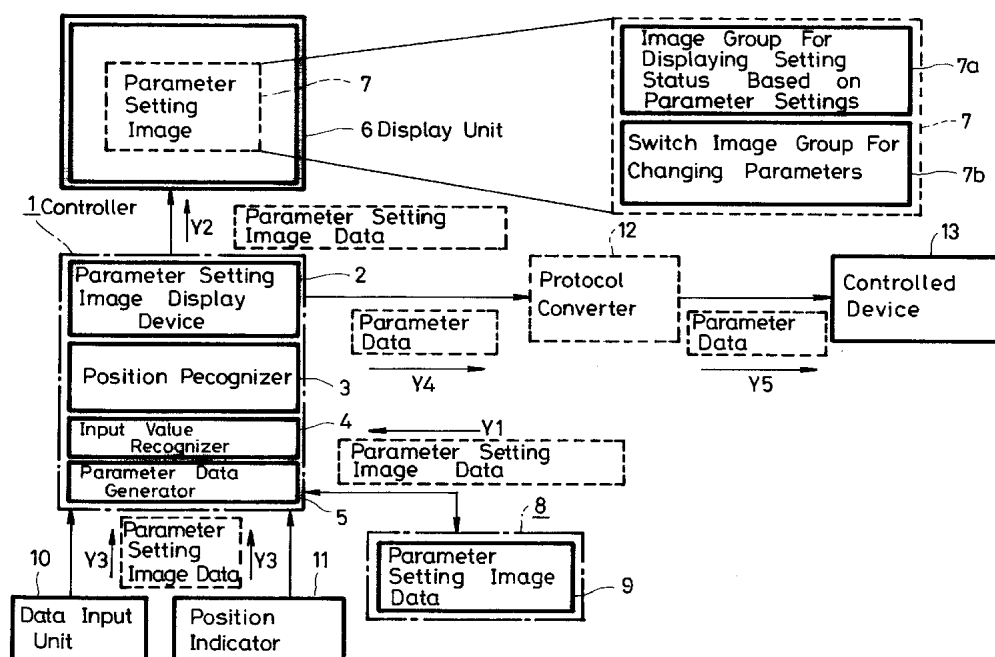 Parameter
Setting
Image
7
6 Display Unit
Image Group For
Displaying Setting
Status Based on
Parameter Settings
7a
7
Switch Image Group For
Changing Parameters
7b
1 Controller
Y2
Parameter Setting
Image Data
12
13
Parameter Setting
Image Display
Device
2
Protocol
Converter
Controlled
Device
Parameter
Data
Parameter
Data
Position Pecognizer
3
Y4
Y5
Input Value
Recognizer
4
Y1
Parameter Setting
Image Data
Parameter Data
Generator
5
8
Parameter
Setting Image
Data
9
10
Y3
Parameter
Setting
Image Data
Y3
11
Data Input
Unit
Position
Indicator